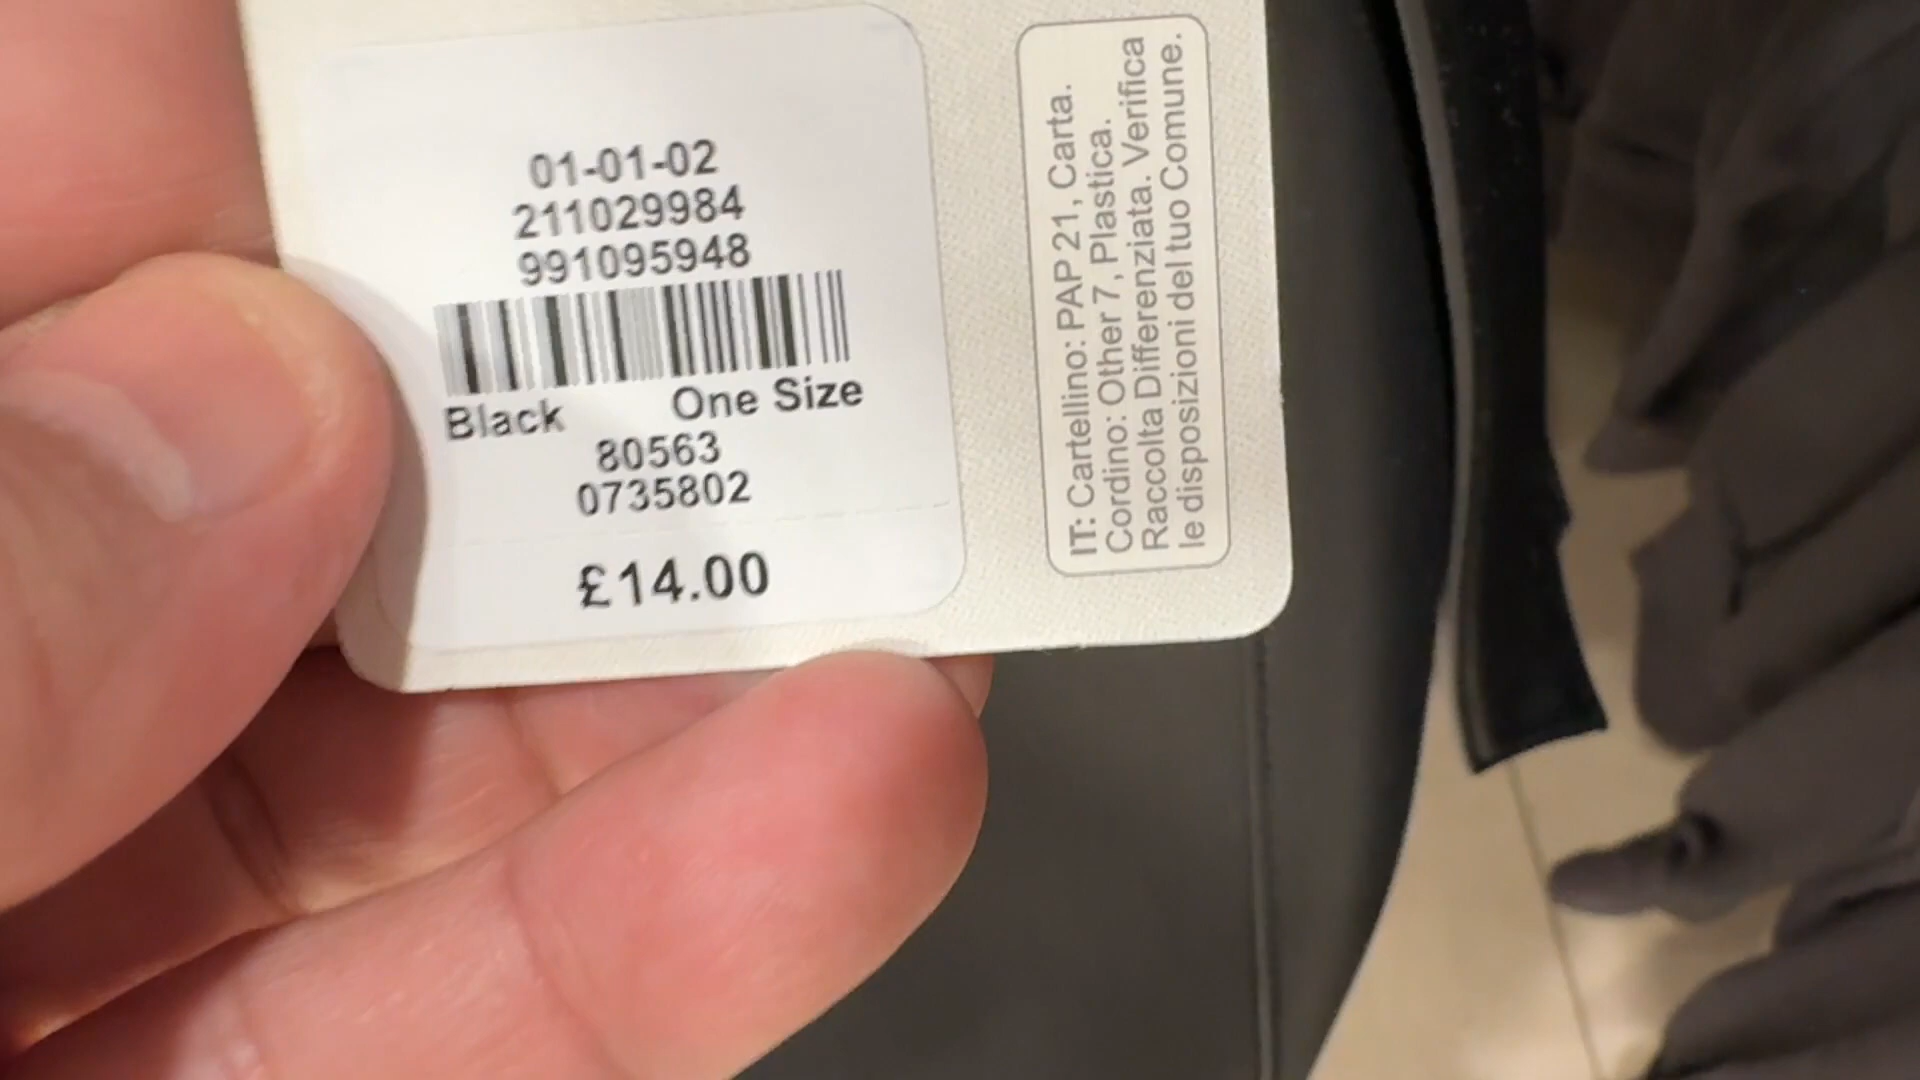 01-01-02
211029984
991095948
Black One Size
80563
0735802
£14.00
IT: Cartellino: PAP 21, Carta.
Cordino: Other 7, Plastica.
Raccolta Differenziata. Verifica
le disposizioni del tuo Comune.